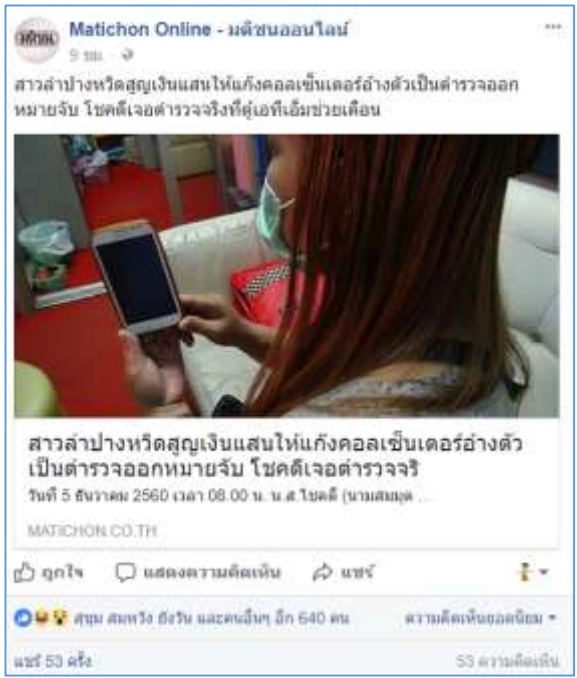 Matichon Online - มติชนออนไลน์
9 ชม.
สาวลำปางหวิดสูญเงินแสนให้แก๊งคอลเซ็นเตอร์อ้างตัวเป็นตำรวจออก
หมายจับ โชคดีเจอตำรวจจริงที่ตู้เอทีเอ็มช่วยเตือน
สาวลำปางหวิดสูญเงินแสนให้แก๊งคอลเซ็นเตอร์อ้างตัว
เป็นตำรวจออกหมายจับ โชคดีเจอตำรวจจริ
วันที่ 5 ธันวาคม 2560 เวลา 08.00 น. น.ส.โชคดี (นามสมมุต ...
MATICHON.CO.TH
ถูกใจ แสดงความคิดเห็น แชร์
สุขุม สมหวัง ยังวัน และคนอื่นๆ อีก 640 คน ความคิดเห็นยอดนิยม
แชร์ 53 ครั้ง 53 ความคิดเห็น